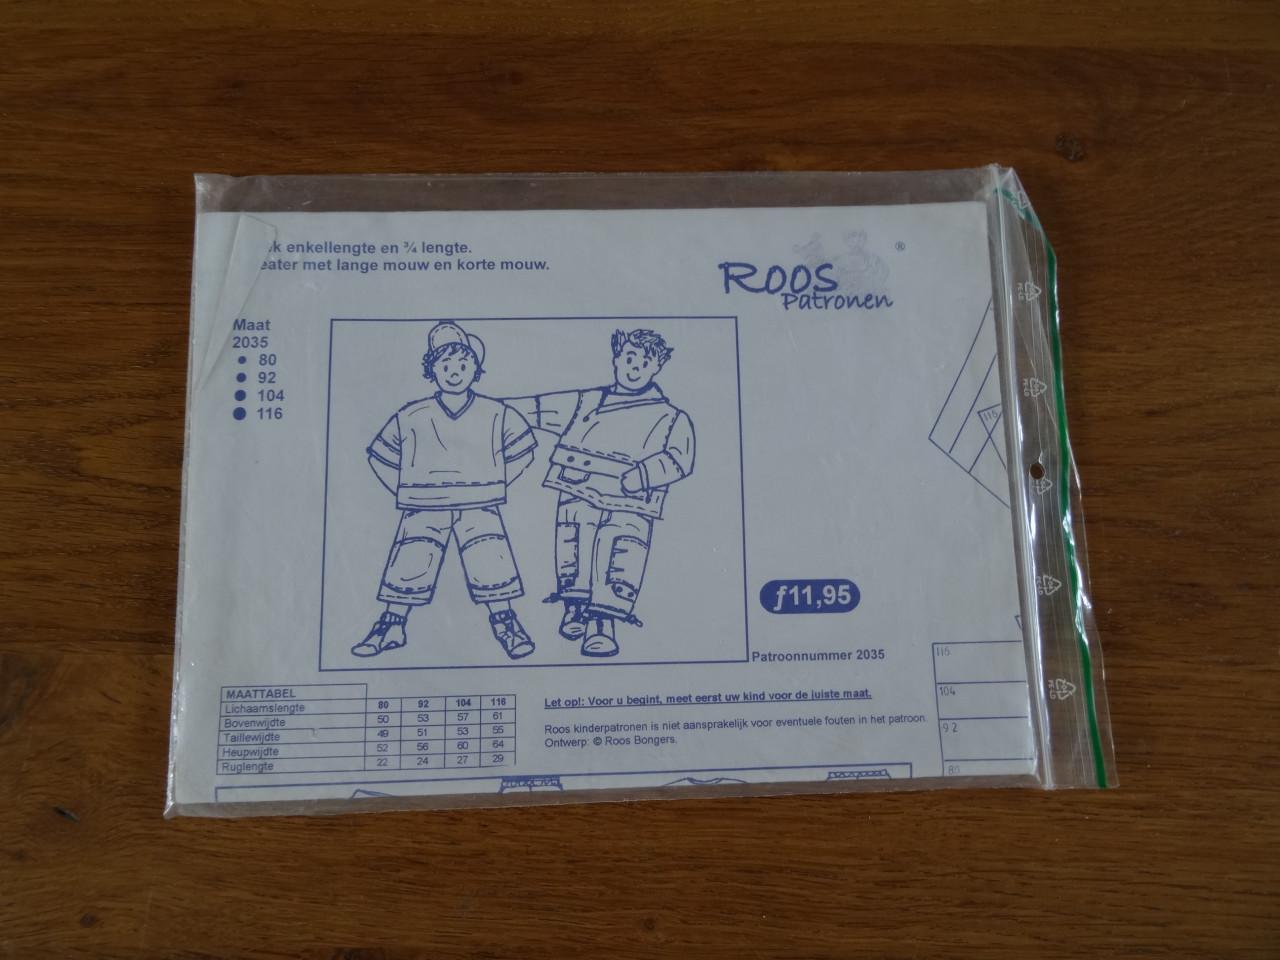 enkellengte en ¾ lengte.
met lange mouw en korte mouw.
ROOS
Patronen
®
Maat
2035
80
92
104
116
ƒ11,95
Patroonnummer 2035
MAATTABEL
Lichaamslengte 80 92 104 116
Bovenwijdte 50 53 57 61
Taillewijdte 49 51 53 55
Heupwijdte 52 56 60 64
Ruglengte 22 24 27 29
Let op!: Voor u begint, meet eerst uw kind voor de juiste maat.
Roos kinderpatronen is niet aansprakelijk voor eventuele fouten in het patroon.
Ontwerp: © Roos Bongers.
116
116
104
92
80